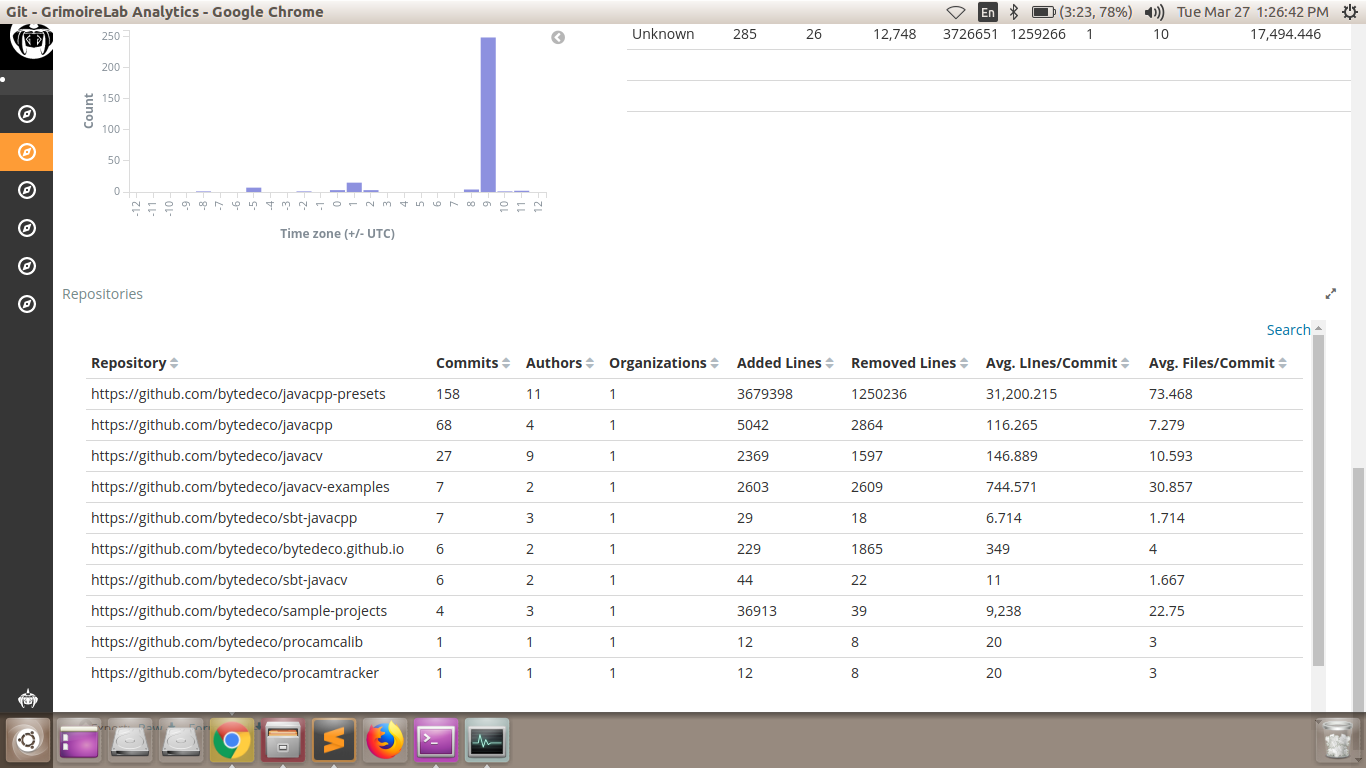 Git - GrimoireLab Analytics - Google Chrome
En (3:23, 78%) Tue Mar 27 1:26:42 PM
250
200
150
100
50
0
Count
-12 -11 -10 -9 -8 -7 -6 -5 -4 -3 -2 -1 0 1 2 3 4 5 6 7 8 9 10 11 12
Time zone (+/- UTC)
Unknown 285 26 12,748 3726651 1259266 1 10 17,494.446
Repositories
Search
Repository Commits Authors Organizations Added Lines Removed Lines Avg. LInes/Commit Avg. Files/Commit
https://github.com/bytedeco/javacpp-presets 158 11 1 3679398 1250236 31,200.215 73.468
https://github.com/bytedeco/javacpp 68 4 1 5042 2864 116.265 7.279
https://github.com/bytedeco/javacv 27 9 1 2369 1597 146.889 10.593
https://github.com/bytedeco/javacv-examples 7 2 1 2603 2609 744.571 30.857
https://github.com/bytedeco/sbt-javacpp 7 3 1 29 18 6.714 1.714
https://github.com/bytedeco/bytedeco.github.io 6 2 1 229 1865 349 4
https://github.com/bytedeco/sbt-javacv 6 2 1 44 22 11 1.667
https://github.com/bytedeco/sample-projects 4 3 1 36913 39 9,238 22.75
https://github.com/bytedeco/procamcalib 1 1 1 12 8 20 3
https://github.com/bytedeco/procamtracker 1 1 1 12 8 20 3